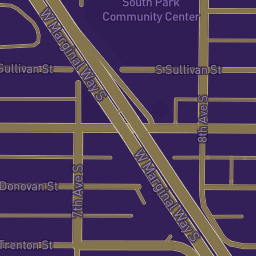 South Park
Community Center
Sullivan St
S Sullivan St
W Marginal Way S
8th Ave S
W Marginal Way S
Donovan St
7th Ave S
Trenton St